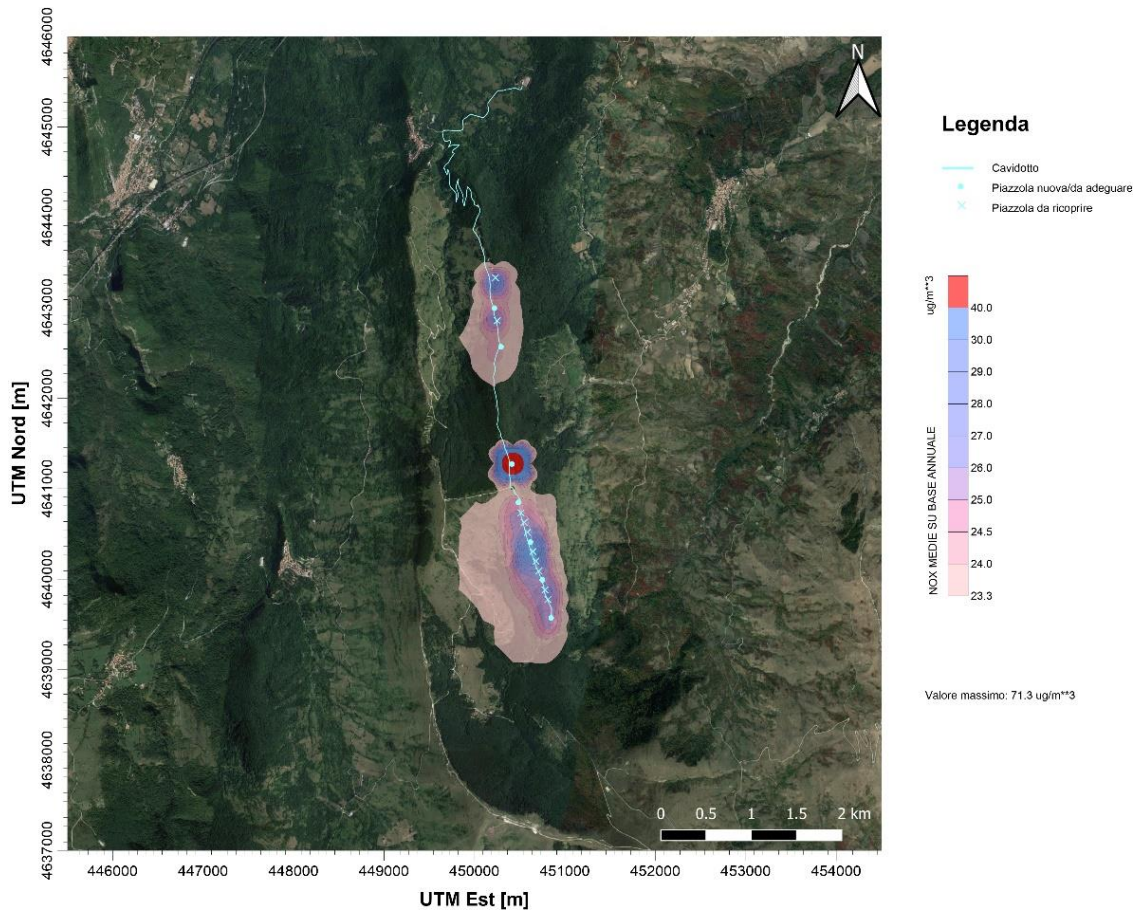 4646000
4645000
4644000
4643000
4642000
4641000
4640000
4639000
4638000
4637000
UTM Nord [m]
N
0 0.5 1 1.5 2 km
446000 447000 448000 449000 450000 451000 452000 453000 454000
UTM Est [m]
Legenda
Cavidotto
Piazzola nuova/da adeguare
Piazzola da ricoprire
ug/m**3
NOX MEDIE SU BASE ANNUALE
40.0
30.0
29.0
28.0
27.0
26.0
25.0
24.5
24.0
23.3
Valore massimo: 71.3 ug/m**3